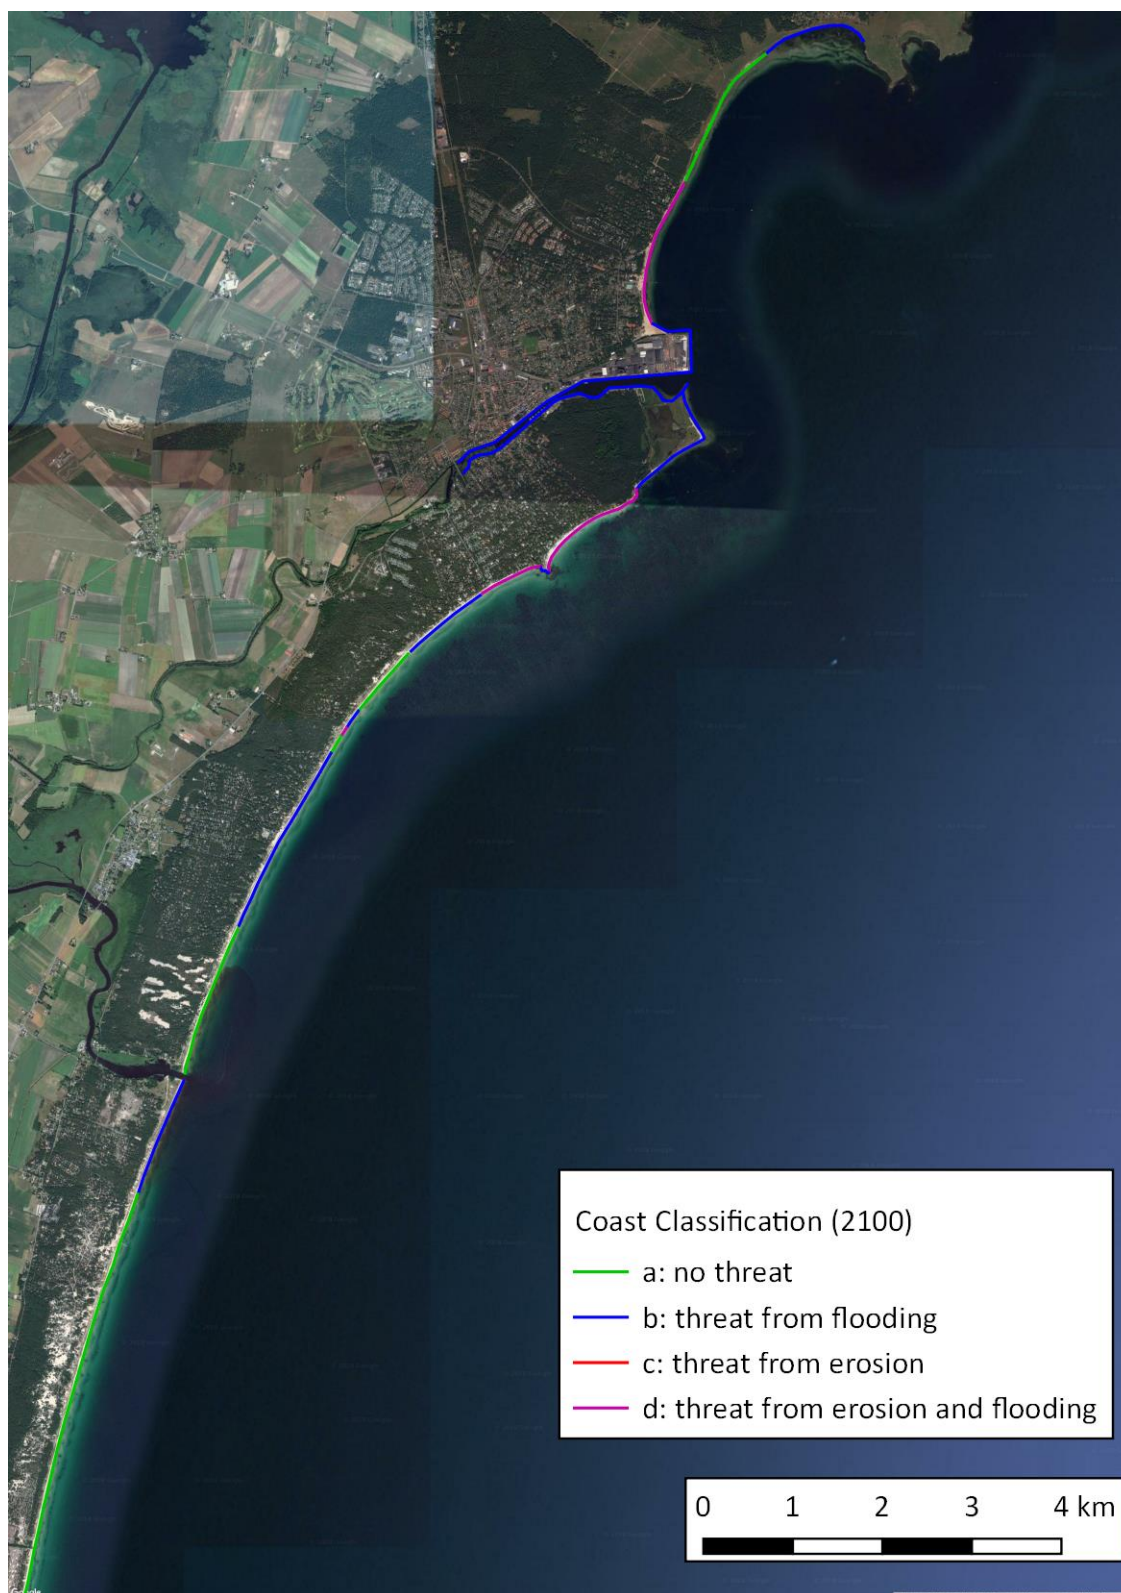 Coast Classification (2100)
a: no threat
b: threat from flooding
c: threat from erosion
d: threat from erosion and flooding
0 1 2 3 4 km
Google